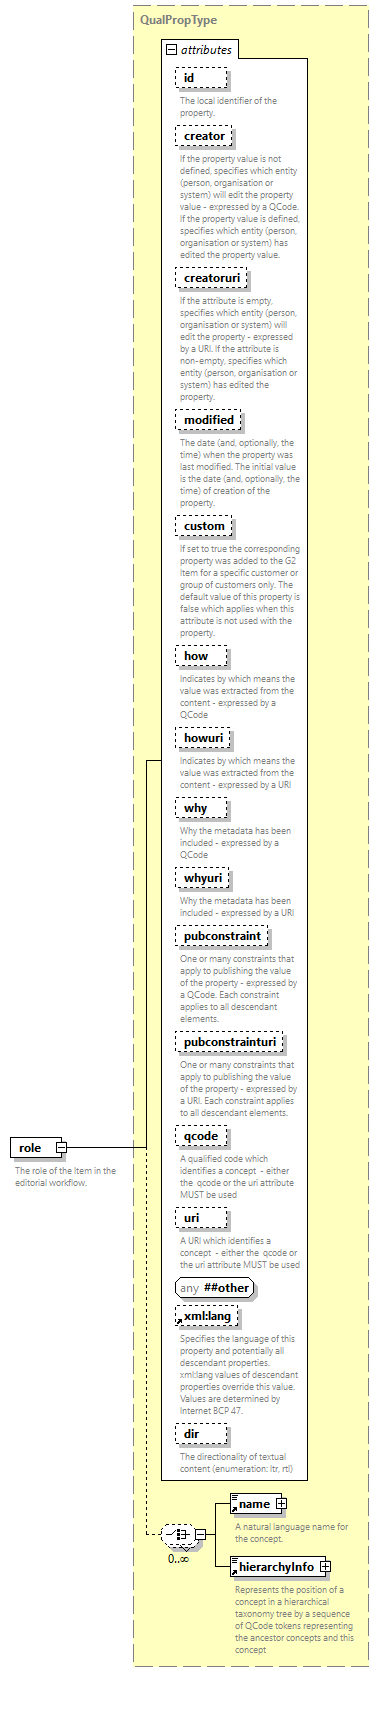 QualPropType
attributes
id
The local identifier of the
property.
creator
If the property value is not
defined, specifies which entity
(person, organisation or
system) will edit the property
value - expressed by a QCode.
If the property value is defined,
specifies which entity (person,
organisation or system) has
edited the property value.
creatoruri
If the attribute is empty,
specifies which entity (person,
organisation or system) will
edit the property - expressed
by a URI. If the attribute is
non-empty, specifies which
entity (person, organisation or
system) has edited the
property.
modified
The date (and, optionally, the
time) when the property was
last modified. The initial value
is the date (and, optionally, the
time) of creation of the
property.
custom
If set to true the corresponding
property was added to the G2
Item for a specific customer or
group of customers only. The
default value of this property is
false which applies when this
attribute is not used with the
property.
how
Indicates by which means the
value was extracted from the
content - expressed by a
QCode
howuri
Indicates by which means the
value was extracted from the
content - expressed by a URI
why
Why the metadata has been
included - expressed by a
QCode
whyuri
Why the metadata has been
included - expressed by a URI
pubconstraint
One or many constraints that
apply to publishing the value
of the property - expressed by
a QCode. Each constraint
applies to all descendant
elements.
pubconstrainturi
One or many constraints that
apply to publishing the value
of the property - expressed by
a URI. Each constraint applies
to all descendant elements.
role
The role of the Item in the
editorial workflow.
qcode
A qualified code which
identifies a concept - either
the qcode or the uri attribute
MUST be used
uri
A URI which identifies a
concept - either the qcode or
the uri attribute MUST be used
any ##other
xml:lang
Specifies the language of this
property and potentially all
descendant properties.
xml:lang values of descendant
properties override this value.
Values are determined by
Internet BCP 47.
dir
The directionality of textual
content (enumeration: ltr, rtl)
0..∞
name
A natural language name for
the concept.
hierarchyInfo
Represents the position of a
concept in a hierarchical
taxonomy tree by a sequence
of QCode tokens representing
the ancestor concepts and this
concept